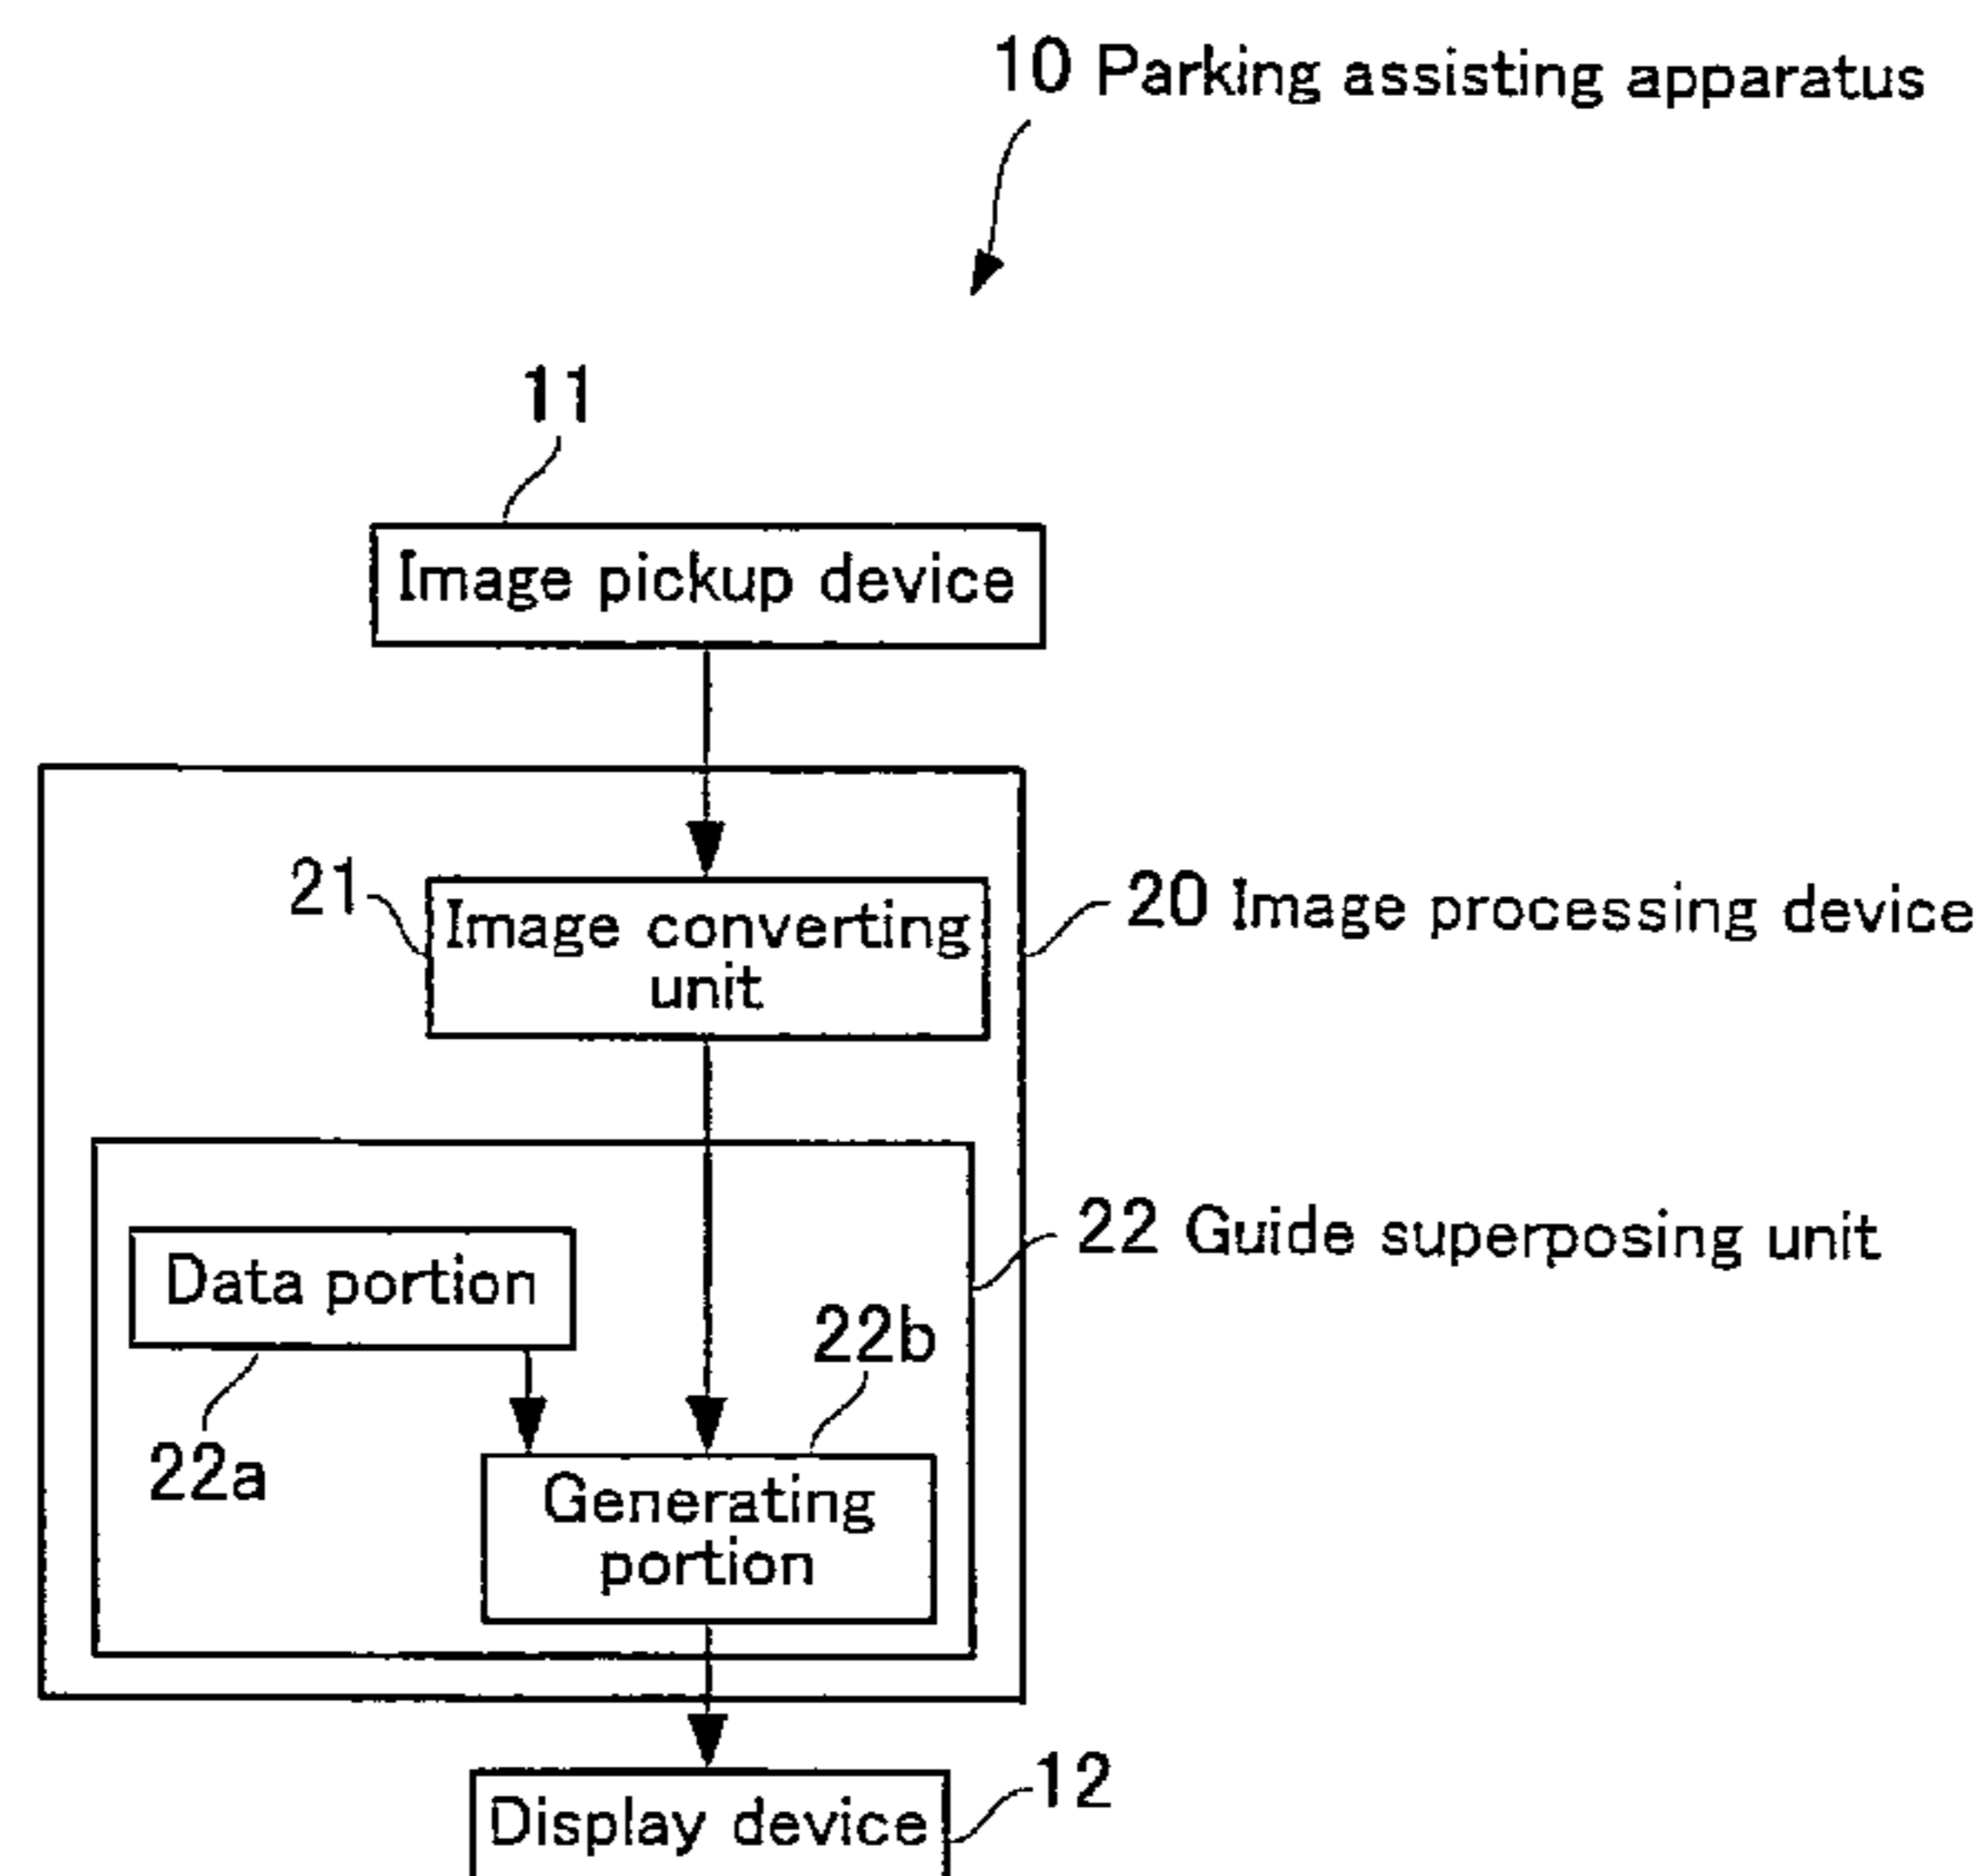 10 Parking assisting apparatus
11
Image pickup device
21
Image converting
unit
20 Image processing device
22 Guide superposing unit
Data portion
22b
22a
Generating
portion
12
Display device